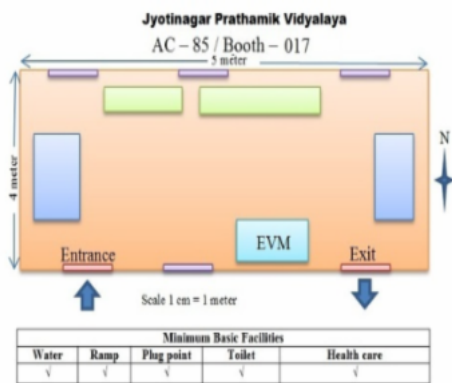 Jyotinagar Prathamik Vidyalaya
AC – 85 / Booth – 017
5 meter
4 meter
N
EVM
Entrance
Exit
Scale 1 cm = 1 meter
Minimum Basic Facilities
Water Ramp Plug point Toilet Health care
√ √ √ √ √